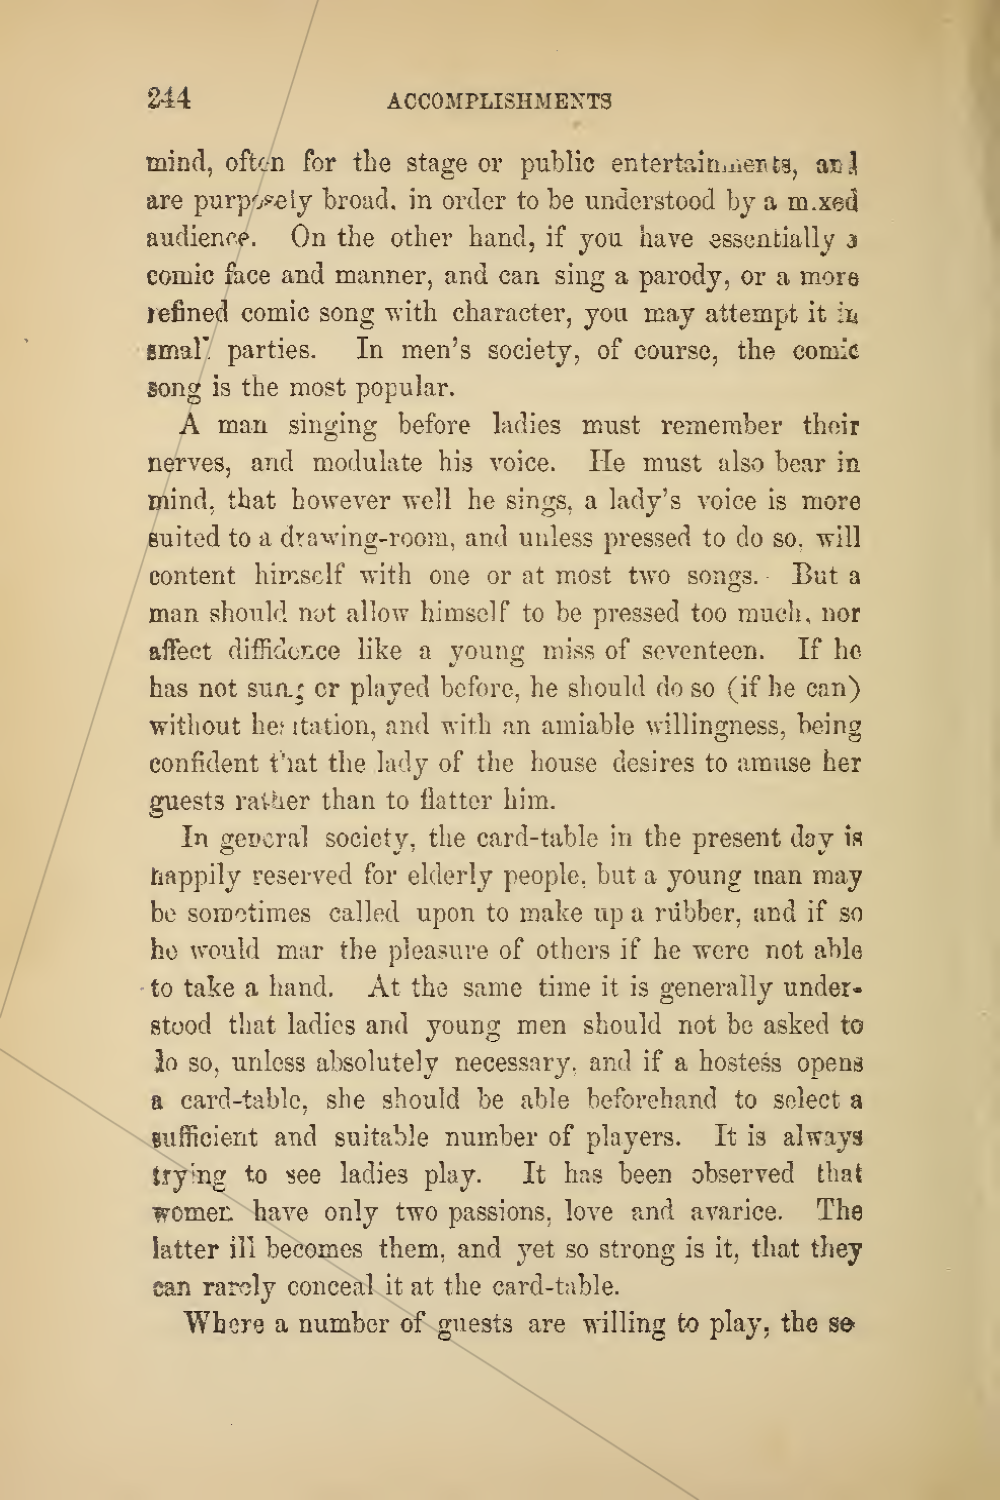 244 ACCOMPLISHMENTS
mind, often for the stage or public entertainments, and
are purposely broad, in order to be understood by a mixed
audience. On the other hand, if you have essentially a
comic face and manner, and can sing a parody, or a more
refined comic song with character, you may attempt it in
small parties. In men's society, of course, the comic
song is the most popular.
A man singing before ladies must remember their
nerves, and modulate his voice. He must also bear in
mind, that however well he sings, a lady's voice is more
suited to a drawing-room, and unless pressed to do so, will
content himself with one or at most two songs. But a
man should not allow himself to be pressed too much, nor
affect diffidence like a young miss of seventeen. If he
has not sung or played before, he should do so (if he can)
without hesitation, and with an amiable willingness, being
confident that the lady of the house desires to amuse her
guests rather than to flatter him.
In general society, the card-table in the present day is
happily reserved for elderly people, but a young man may
be sometimes called upon to make up a rubber, and if so
he would mar the pleasure of others if he were not able
to take a hand. At the same time it is generally under-
stood that ladies and young men should not be asked to
do so, unless absolutely necessary, and if a hostess opens
a card-table, she should be able beforehand to select a
sufficient and suitable number of players. It is always
trying to see ladies play. It has been observed that
women have only two passions, love and avarice. The
latter ill becomes them, and yet so strong is it, that they
can rarely conceal it at the card-table.
Where a number of guests are willing to play, the se